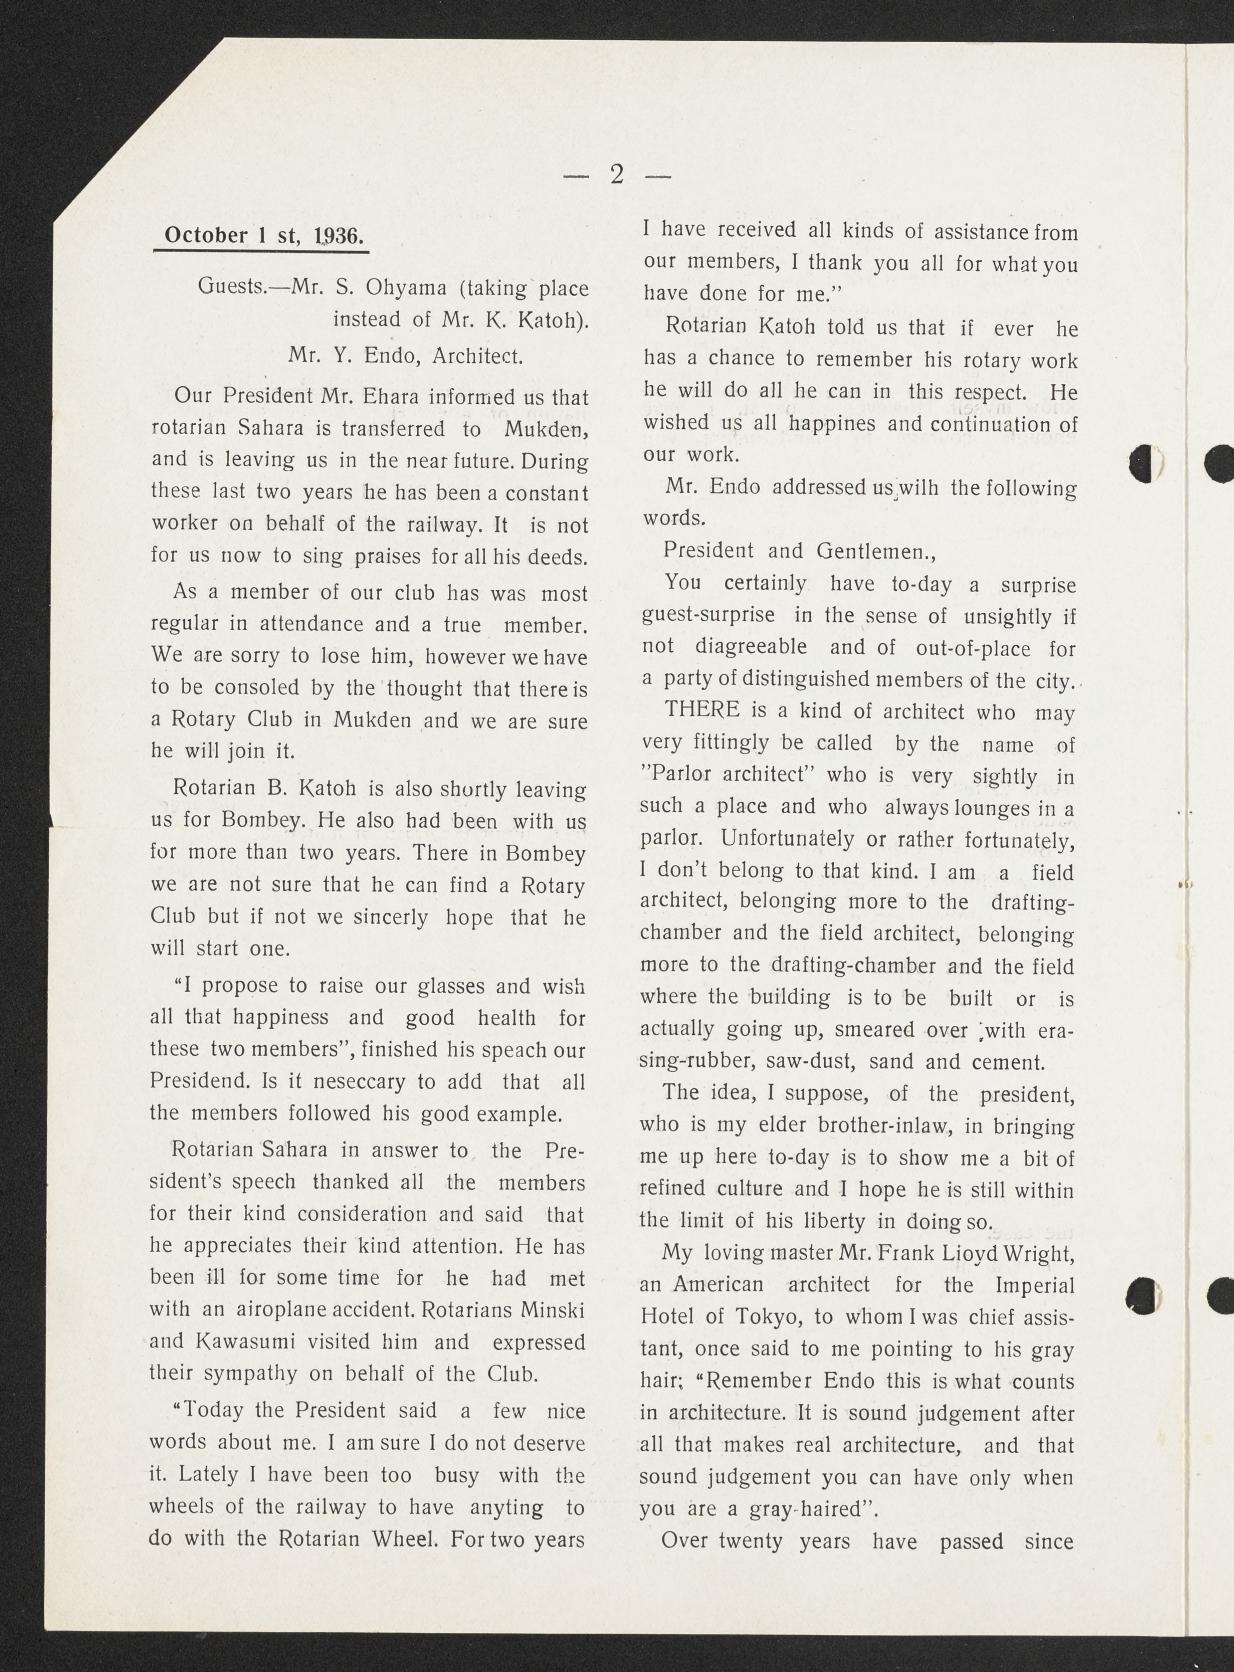 — 2 —
October 1 st, 1936.
Guests.—Mr. S. Ohyama (taking place
instead of Mr. K. Katoh).
Mr. Y. Endo, Architect.
Our President Mr. Ehara informed us that
rotarian Sahara is transferred to Mukden,
and is leaving us in the near future. During
these last two years he has been a constant
worker on behalf of the railway. It is not
for us now to sing praises for all his deeds.
As a member of our club has was most
regular in attendance and a true member.
We are sorry to lose him, however we have
to be consoled by the thought that there is
a Rotary Club in Mukden and we are sure
he will join it.
Rotarian B. Katoh is also shortly leaving
us for Bombey. He also had been with us
for more than two years. There in Bombey
we are not sure that he can find a Rotary
Club but if not we sincerly hope that he
will start one.
“I propose to raise our glasses and wish
all that happiness and good health for
these two members”, finished his speach our
Presidend. Is it neseccary to add that all
the members followed his good example.
Rotarian Sahara in answer to the Pre-
sident’s speech thanked all the members
for their kind consideration and said that
he appreciates their kind attention. He has
been ill for some time for he had met
with an airoplane accident. Rotarians Minski
and Kawasumi visited him and expressed
their sympathy on behalf of the Club.
“Today the President said a few nice
words about me. I am sure I do not deserve
it. Lately I have been too busy with the
wheels of the railway to have anyting to
do with the Rotarian Wheel. For two years
I have received all kinds of assistance from
our members, I thank you all for what you
have done for me.”
Rotarian Katoh told us that if ever he
has a chance to remember his rotary work
he will do all he can in this respect. He
wished us all happines and continuation of
our work.
Mr. Endo addressed us wilh the following
words.
President and Gentlemen.,
You certainly have to-day a surprise
guest-surprise in the sense of unsightly if
not diagreeable and of out-of-place for
a party of distinguished members of the city.
THERE is a kind of architect who may
very fittingly be called by the name of
”Parlor architect” who is very sightly in
such a place and who always lounges in a
parlor. Unfortunately or rather fortunately,
I don’t belong to that kind. I am a field
architect, belonging more to the drafting-
chamber and the field architect, belonging
more to the drafting-chamber and the field
where the building is to be built or is
actually going up, smeared over ;with era-
sing-rubber, saw-dust, sand and cement.
The idea, I suppose, of the president,
who is my elder brother-inlaw, in bringing
me up here to-day is to show me a bit of
refined culture and I hope he is still within
the limit of his liberty in doing so.
My loving master Mr. Frank Lioyd Wright,
an American architect for the Imperial
Hotel of Tokyo, to whom I was chief assis-
tant, once said to me pointing to his gray
hair; “Remember Endo this is what counts
in architecture. It is sound judgement after
all that makes real architecture, and that
sound judgement you can have only when
you are a gray-haired”.
Over twenty years have passed since